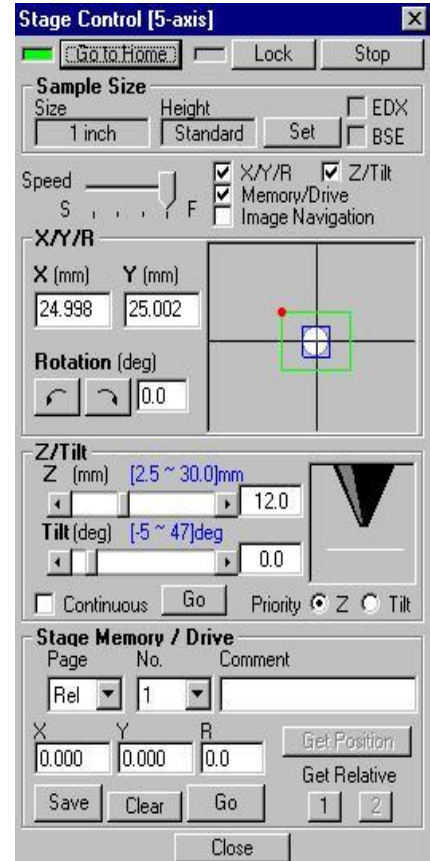 Stage Control [5-axis]
Go to Home Lock Stop
Sample Size
Size Height EDX
1 inch Standard Set BSE
Speed X/Y/R Z/Tilt
Memory/Drive
S F Image Navigation
X/Y/R
X (mm) Y (mm)
24.998 25.002
Rotation (deg)
0.0
Z/Tilt
Z (mm) [2.5 ~ 30.0]mm
12.0
Tilt (deg) [-5 ~ 47]deg
0.0
Continuous Go Priority Z Tilt
Stage Memory / Drive
Page No. Comment
Rel 1
X Y R Get Position
0.000 0.000 0.0
Get Relative
Save Clear Go 1 2
Close